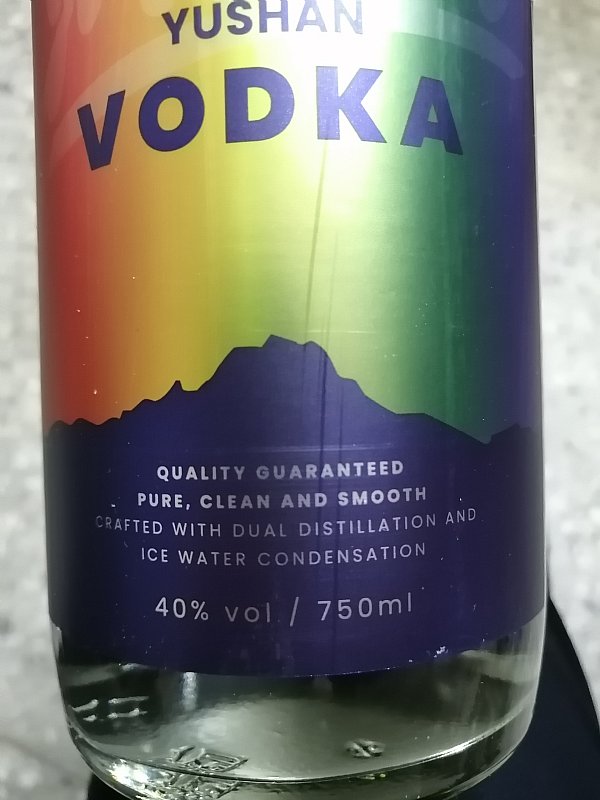 YUSHAN
VODKA
QUALITY GUARANTEED
PURE, CLEAN AND SMOOTH
CRAFTED WITH DUAL DISTILLATION AND
ICE WATER CONDENSATION
40% vol / 750ml